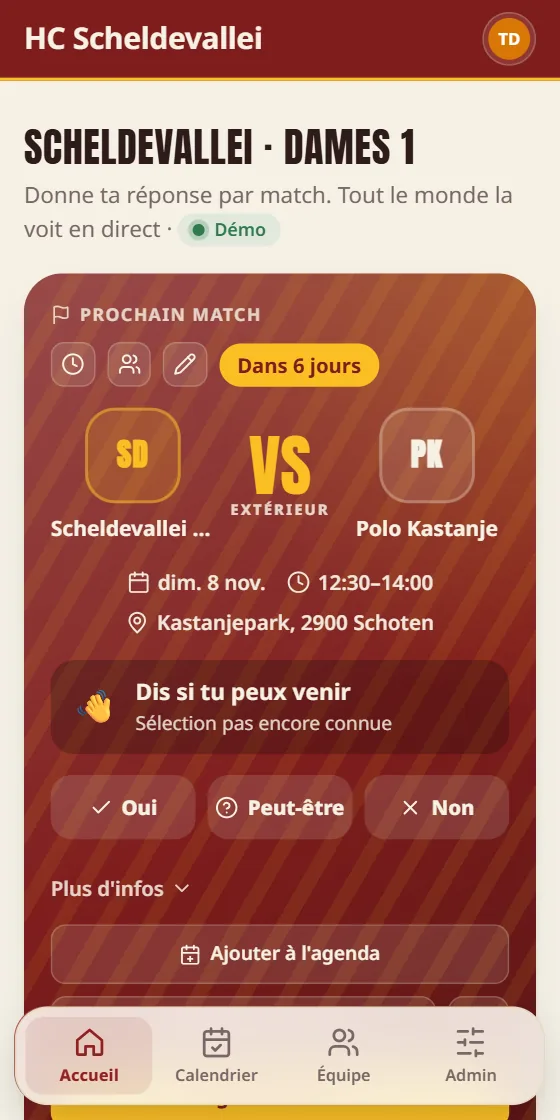 HC Scheldevallei
TD
SCHELDEVALLEI · DAMES 1
Donne ta réponse par match. Tout le monde la
voit en direct · Démo
PROCHAIN MATCH
Dans 6 jours
SD
VS
PK
EXTÉRIEUR
Scheldevallei ...
Polo Kastanje
dim. 8 nov.
12:30–14:00
Kastanjepark, 2900 Schoten
Dis si tu peux venir
Sélection pas encore connue
Oui
Peut-être
Non
Plus d'infos
Ajouter à l'agenda
Accueil
Calendrier
Équipe
Admin